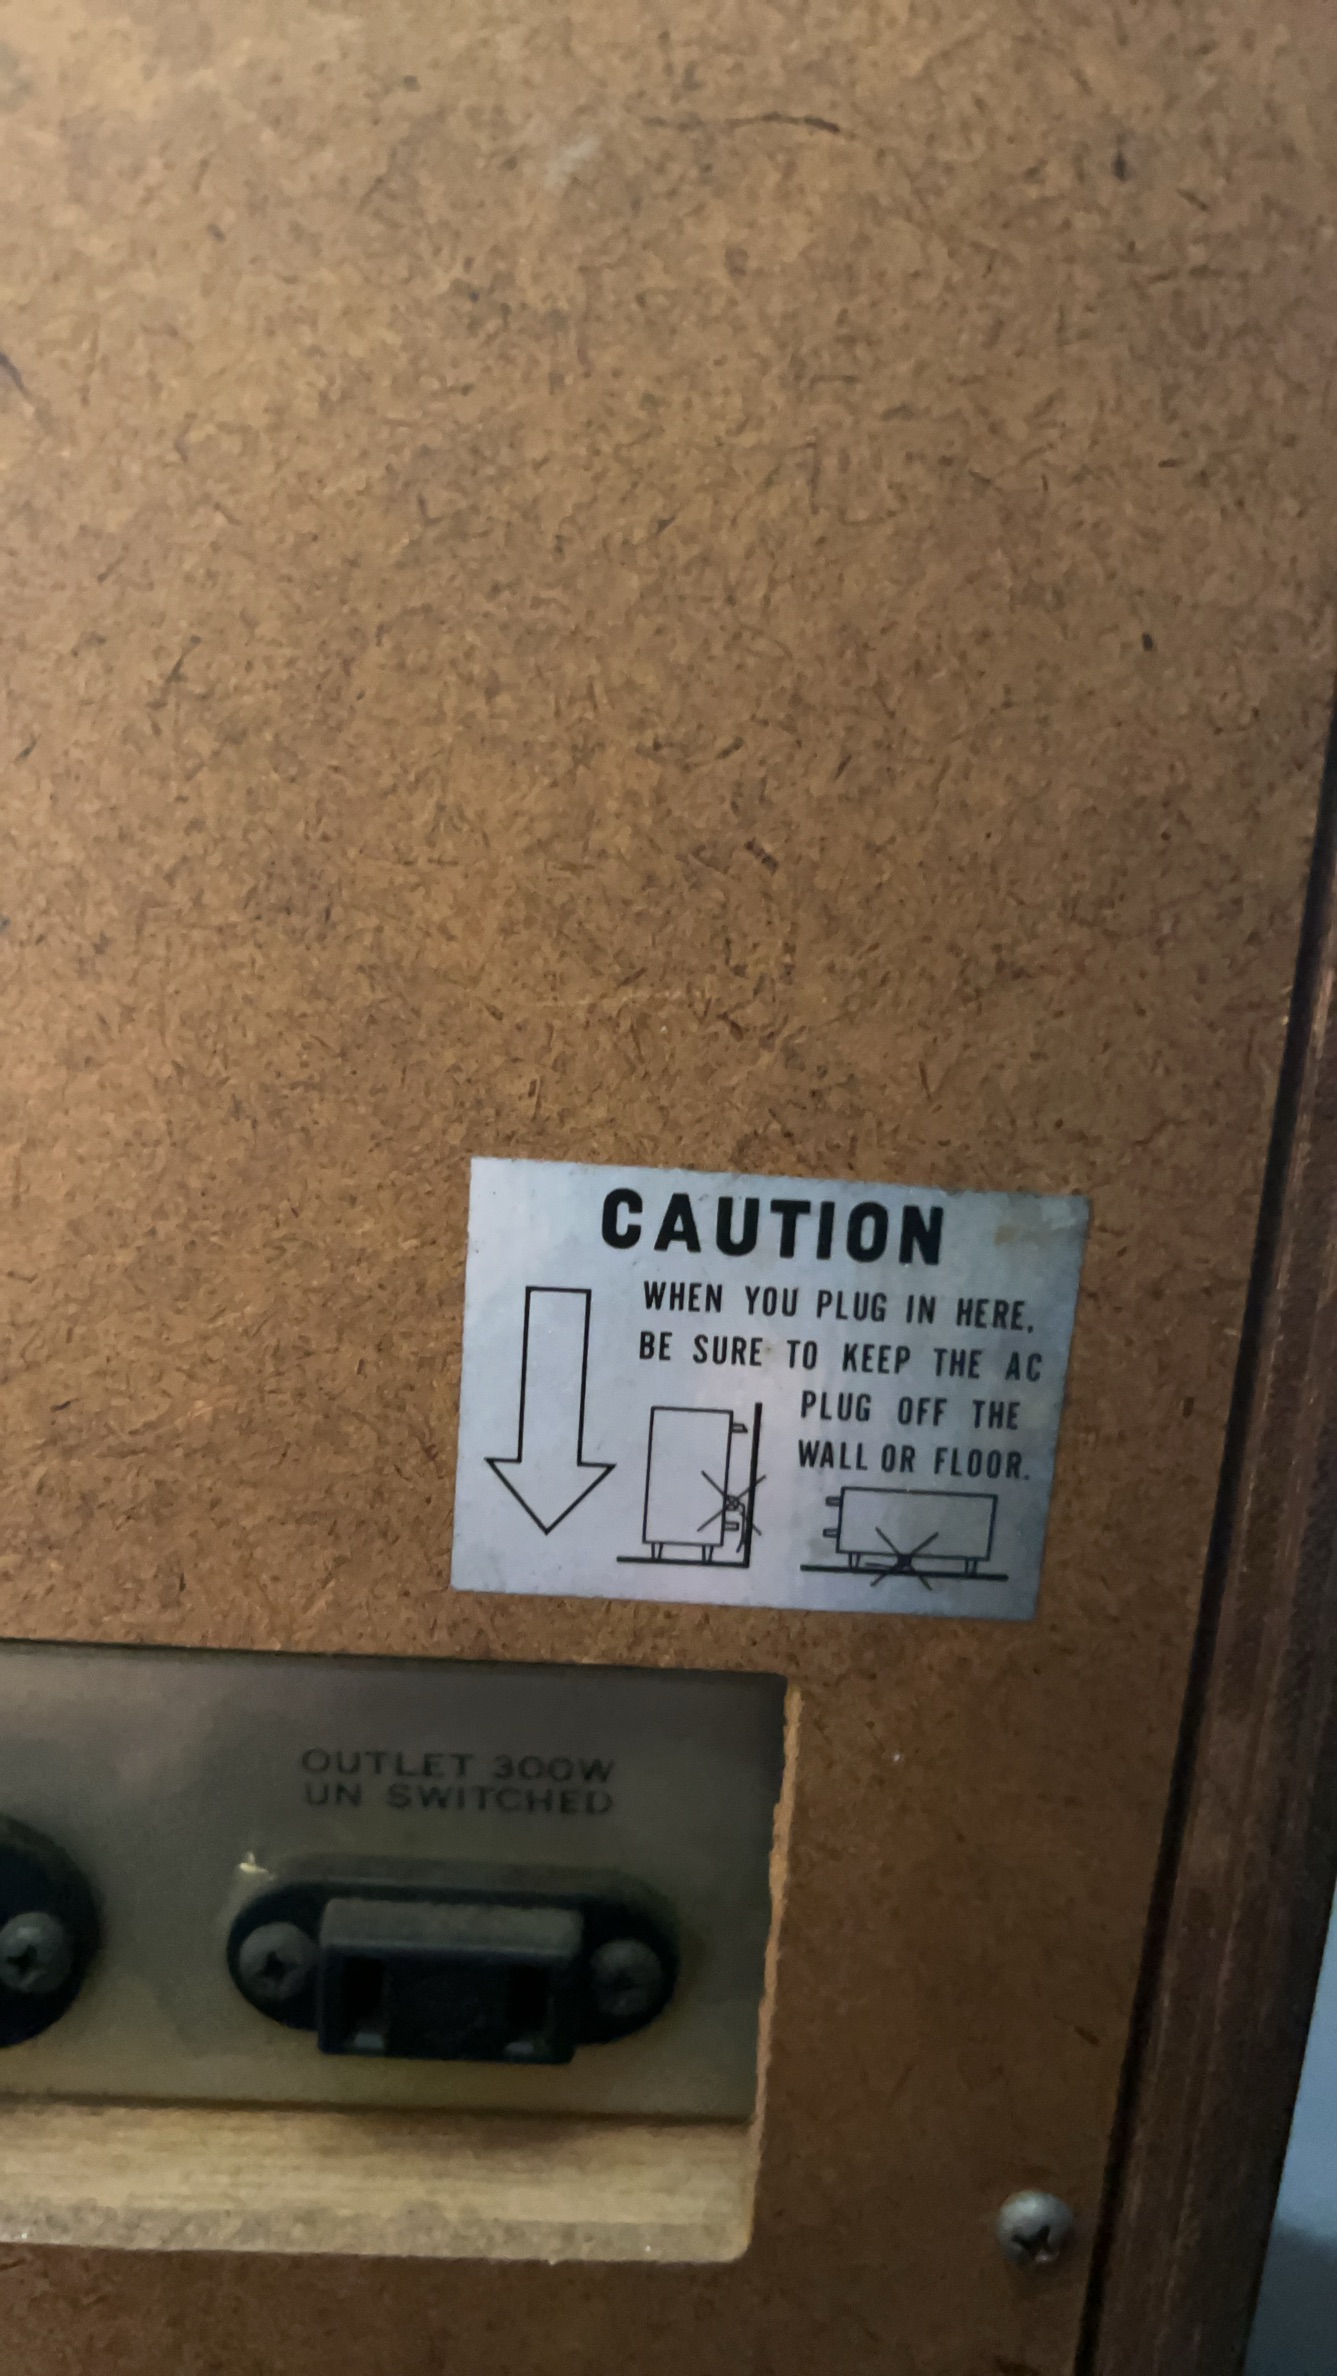 CAUTION
WHEN YOU PLUG IN HERE.
BE SURE TO KEEP THE AC
PLUG OFF THE
WALL OR FLOOR.
OUTLET 300W
UN SWITCHED